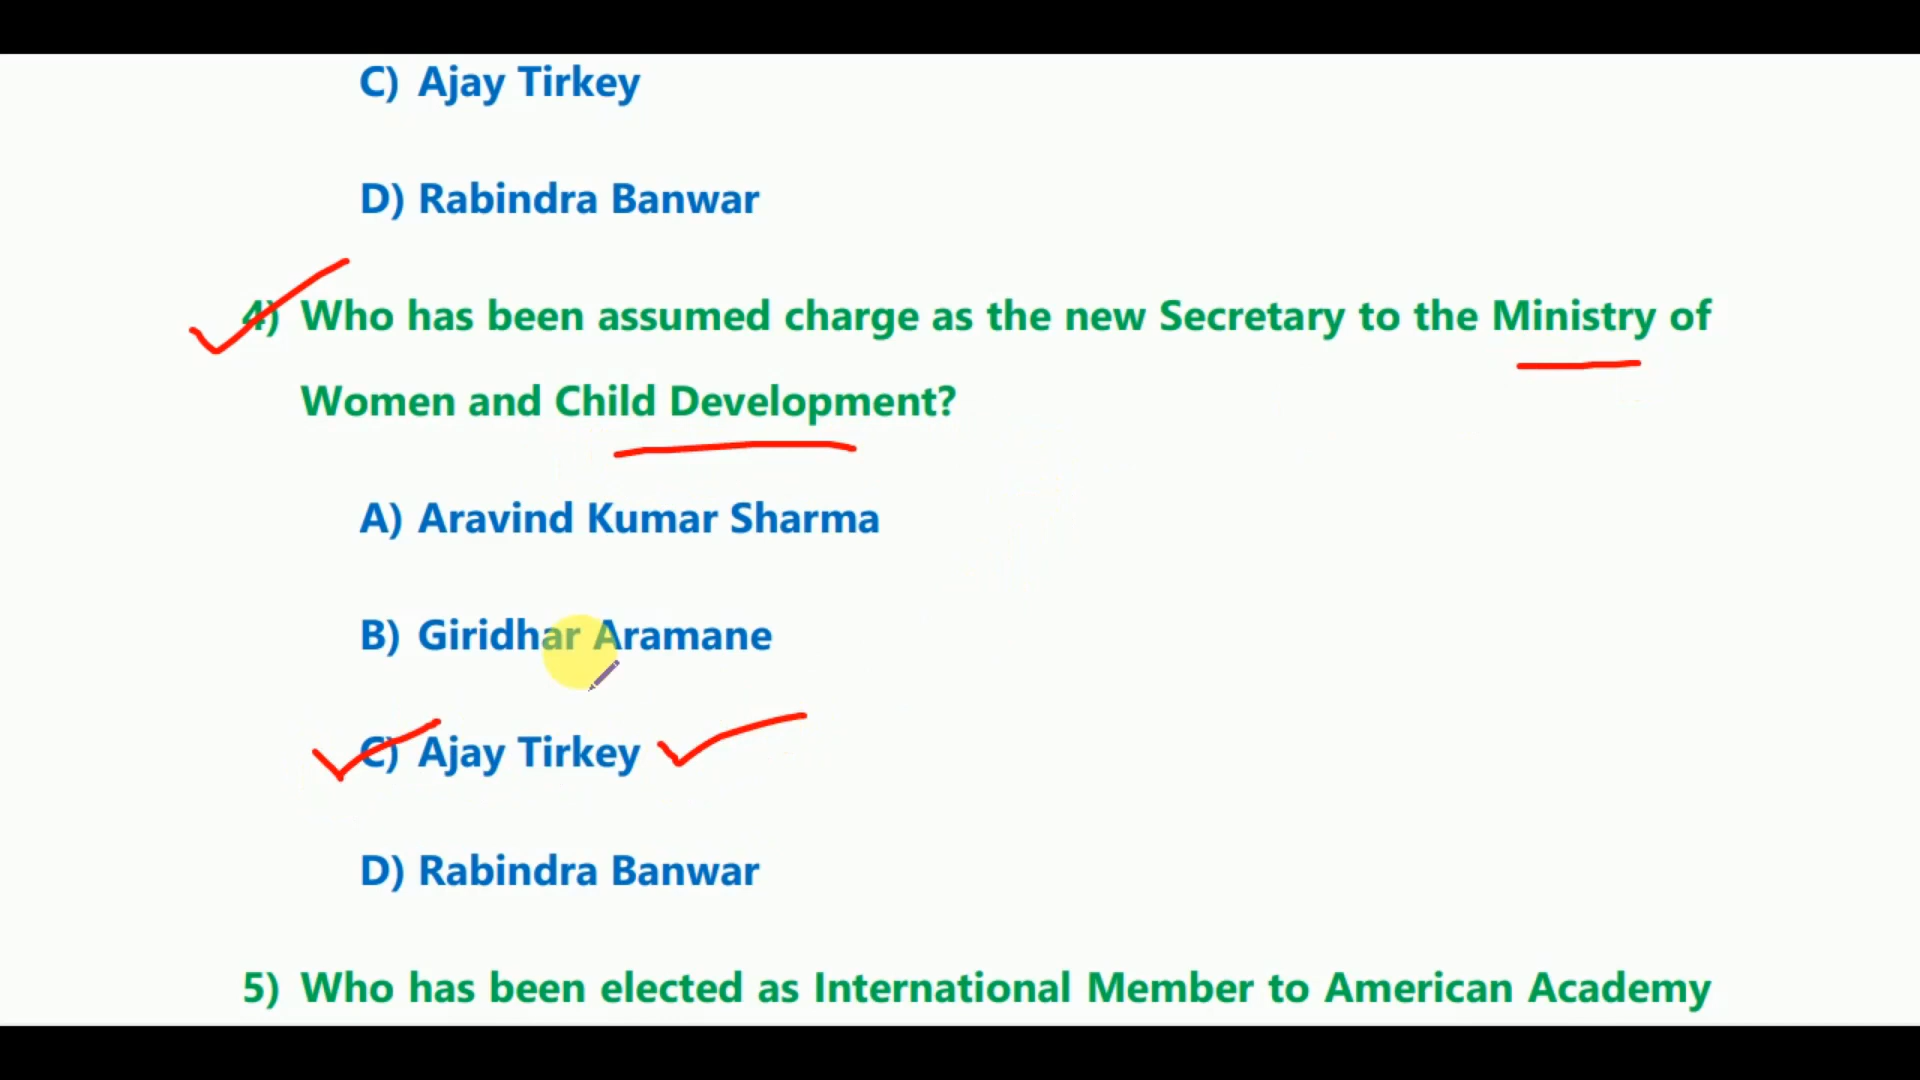 C) Ajay Tirkey
D) Rabindra Banwar
4) Who has been assumed charge as the new Secretary to the Ministry of
Women and Child Development?
A) Aravind Kumar Sharma
B) Giridhar Aramane
C) Ajay Tirkey
D) Rabindra Banwar
5) Who has been elected as International Member to American Academy